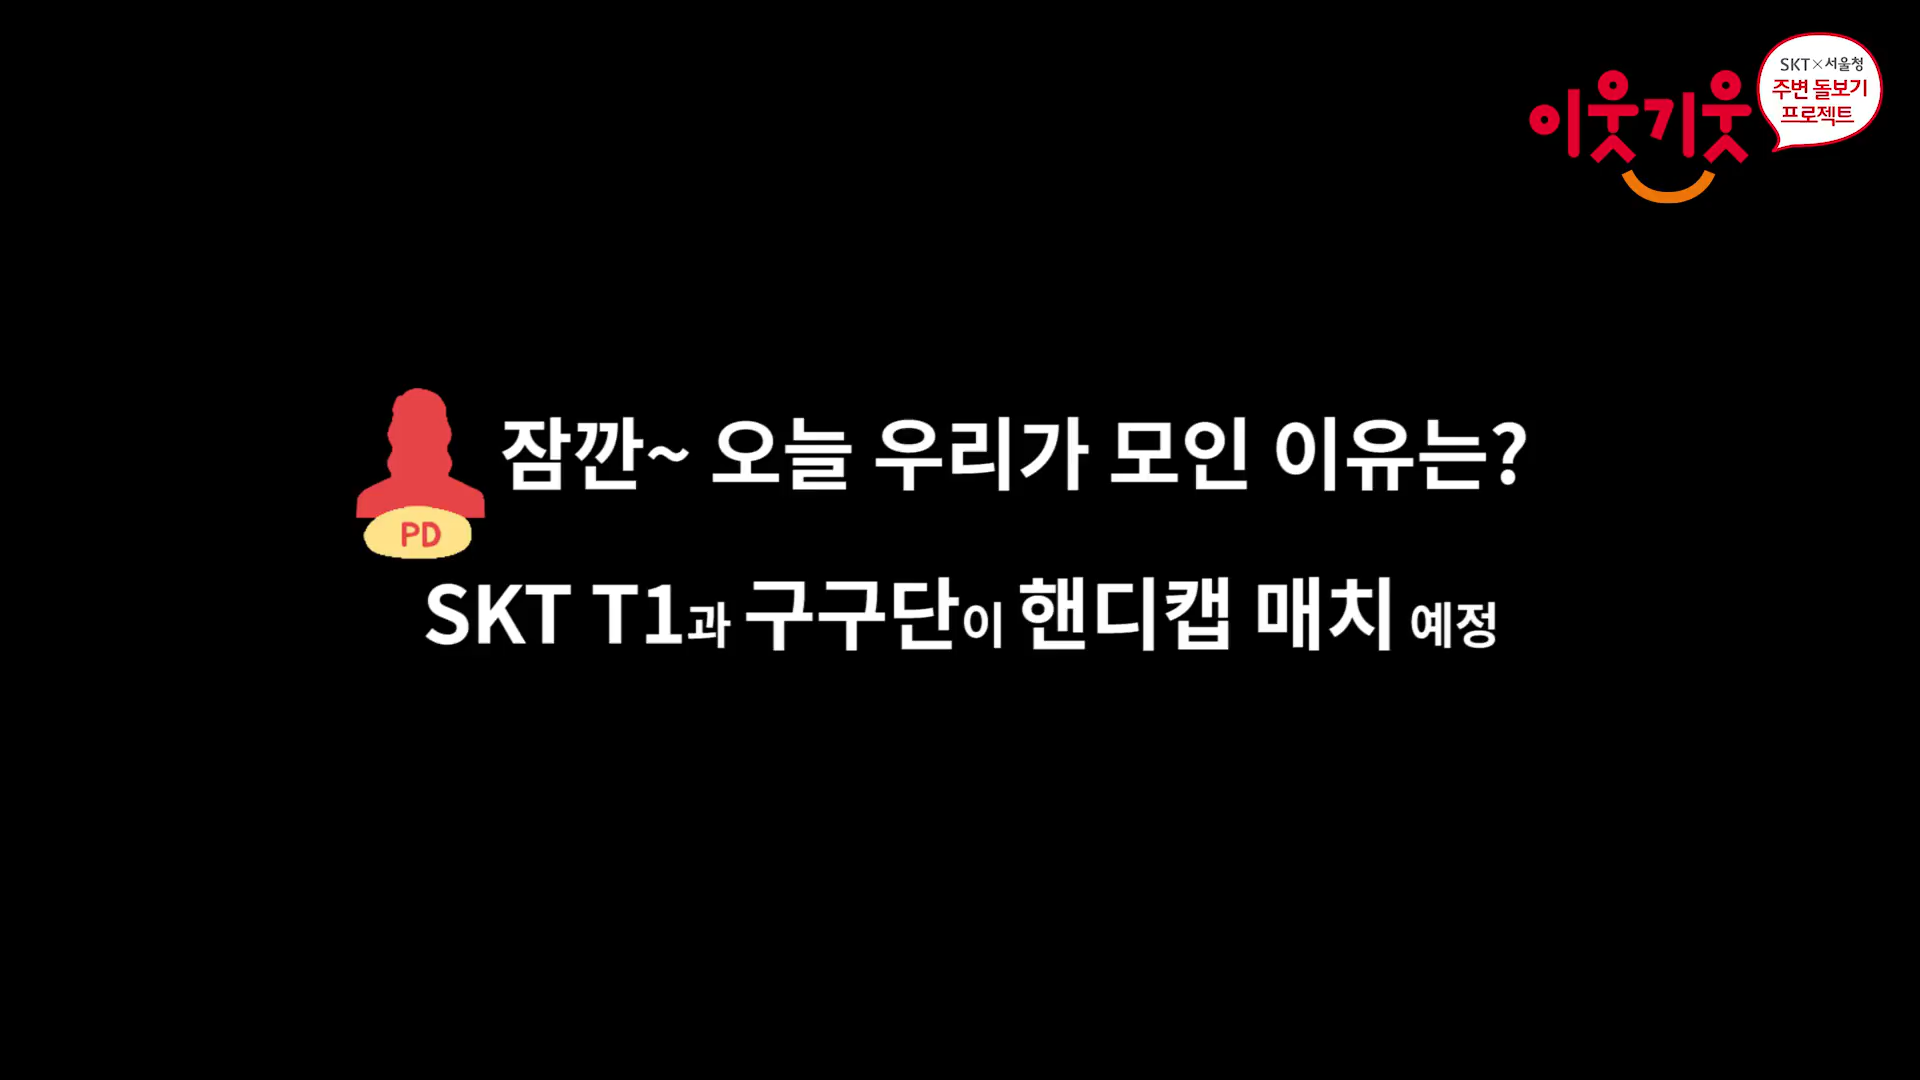 이웃기웃
SKT×서울청
주변 돌보기
프로젝트
잠깐~ 오늘 우리가 모인 이유는?
PD
SKT T1과 구구단이 핸디캡 매치 예정